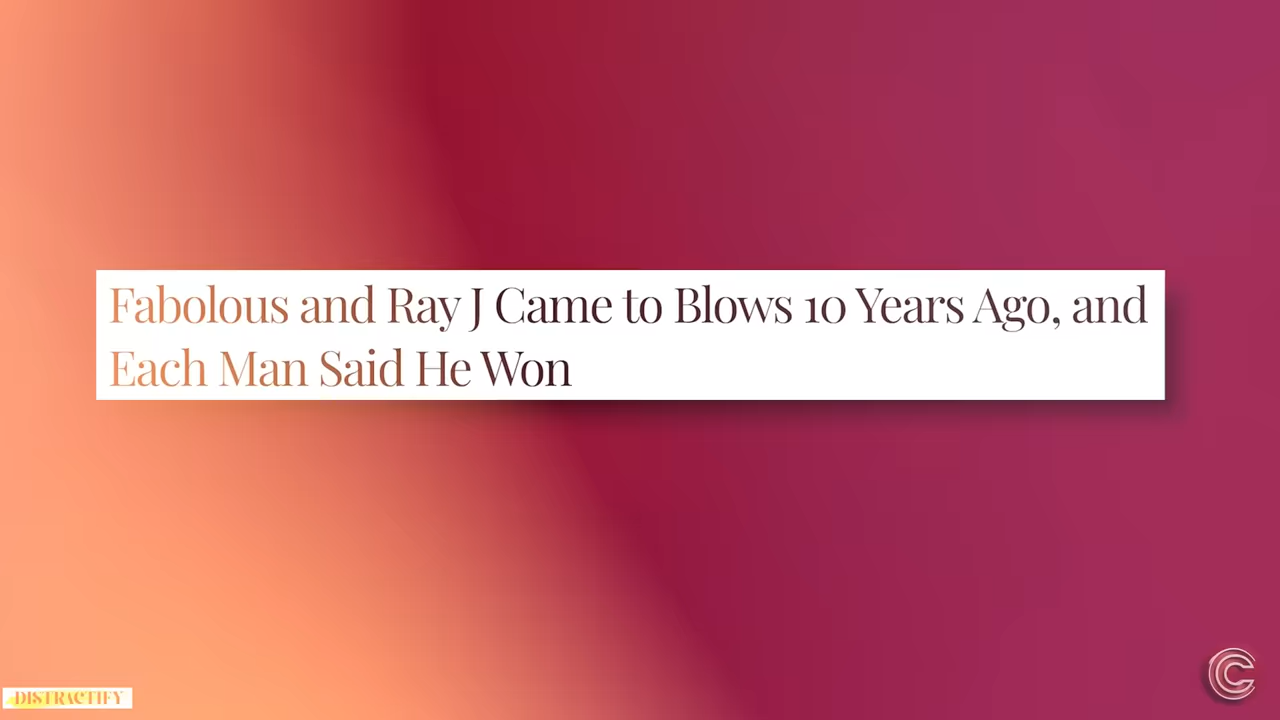 Fabolous and Ray J Came to Blows 10 Years Ago, and
Each Man Said He Won
DISTRACTIFY
C